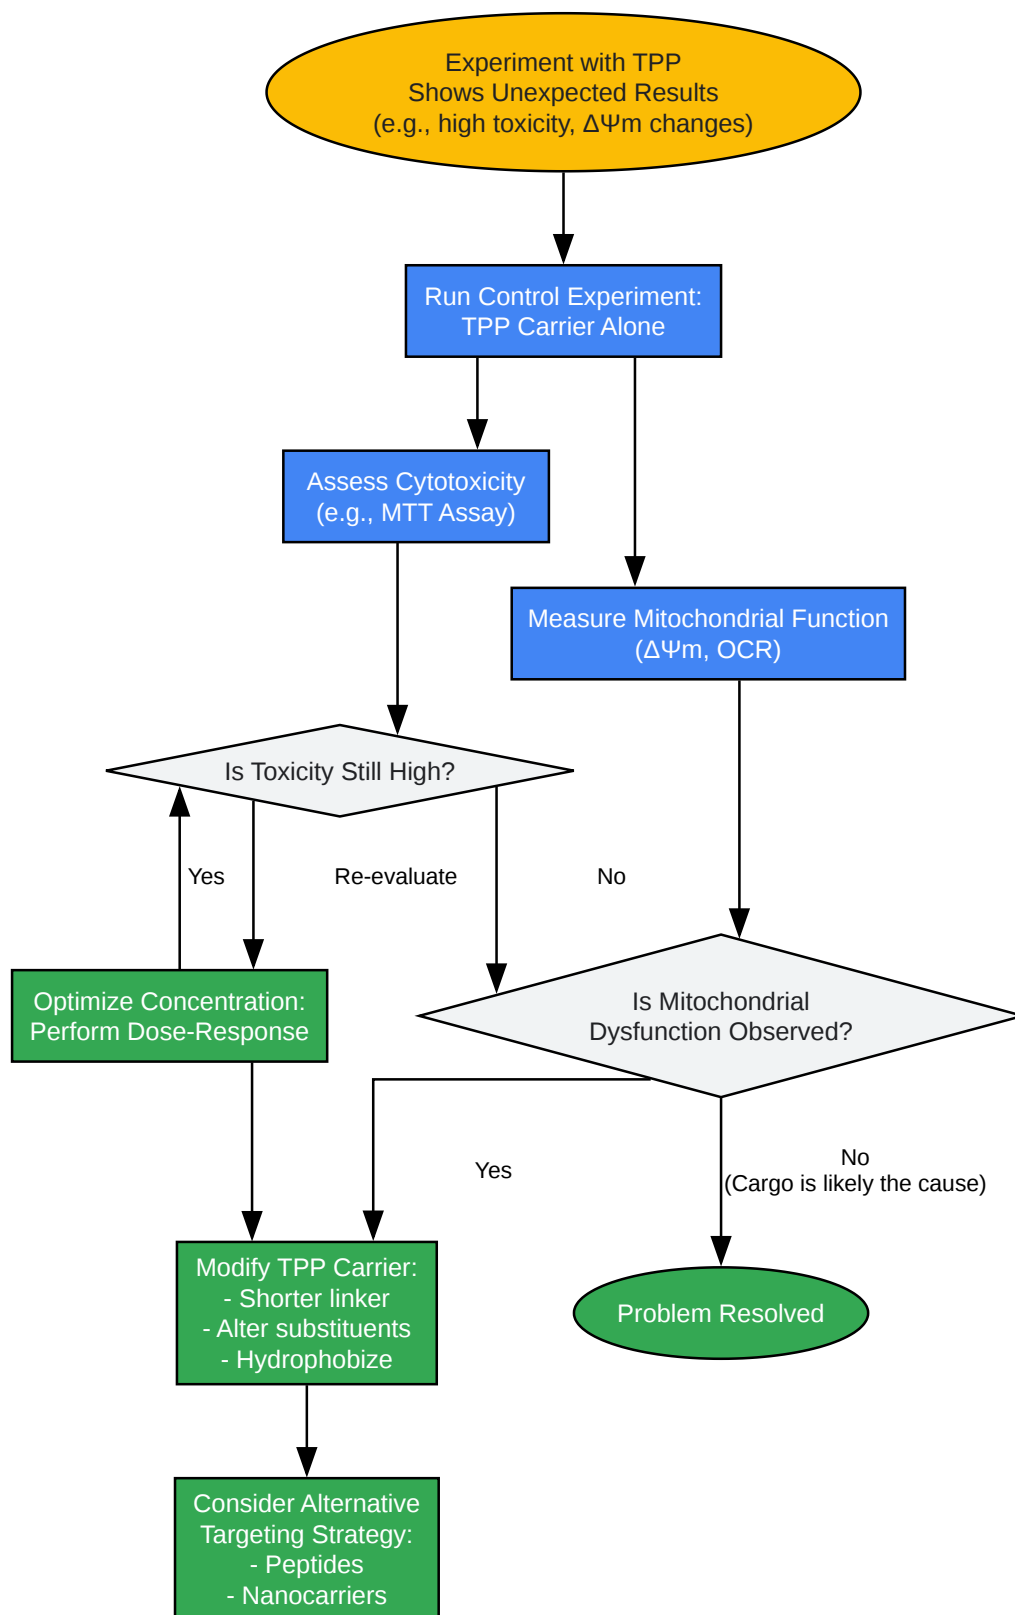 Experiment with TPP
Shows Unexpected Results
(e.g., high toxicity, ΔΨm changes)
Run Control Experiment:
TPP Carrier Alone
Assess Cytotoxicity
(e.g., MTT Assay)
Measure Mitochondrial Function
(ΔΨm, OCR)
Is Toxicity Still High?
Yes
Re-evaluate
No
Optimize Concentration:
Perform Dose-Response
Is Mitochondrial
Dysfunction Observed?
Yes
No
(Cargo is likely the cause)
Modify TPP Carrier:
- Shorter linker
- Alter substituents
- Hydrophobize
Problem Resolved
Consider Alternative
Targeting Strategy:
- Peptides
- Nanocarriers